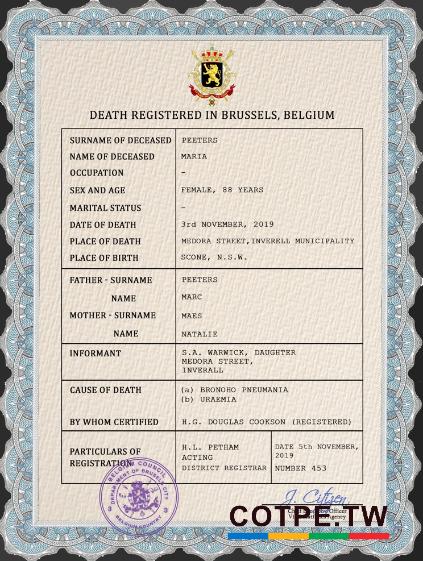 DEATH REGISTERED IN BRUSSELS, BELGIUM
SURNAME OF DECEASED PEETERS
NAME OF DECEASED MARIA
OCCUPATION –
SEX AND AGE FEMALE, 88 YEARS
MARITAL STATUS –
DATE OF DEATH 3rd NOVEMBER, 2019
PLACE OF DEATH MEDORA STREET,INVERELL MUNICIPALITY
PLACE OF BIRTH SCONE, N.S.W.
FATHER - SURNAME PEETERS
NAME MARC
MOTHER - SURNAME MAES
NAME NATALIE
INFORMANT S.A. WARWICK, DAUGHTER
MEDORA STREET,
INVERALL
CAUSE OF DEATH (a) BRONOHO PNEUMANIA
(b) URAEMIA
BY WHOM CERTIFIED H.G. DOUGLAS COOKSON (REGISTERED)
PARTICULARS OF REGISTRATION
H.L. PETHAM
ACTING
DISTRICT REGISTRAR
DATE 5th NOVEMBER, 2019
NUMBER 453
J. Citizen
COTPE.TW